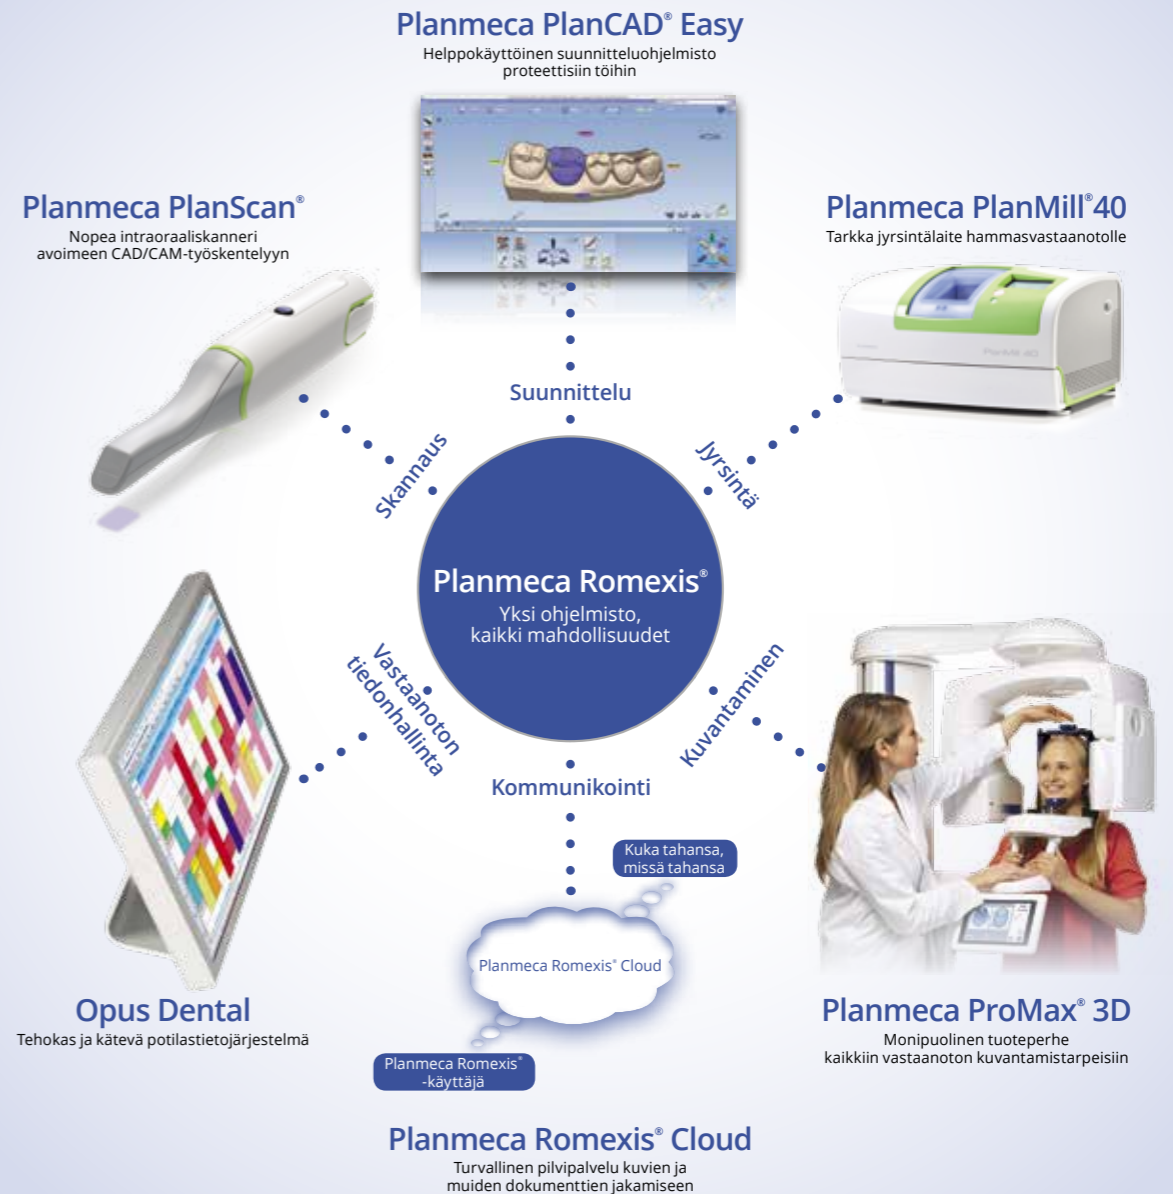 Planmeca PlanCAD® Easy
Helppokäyttöinen suunnitteluohjelmisto
proteettisiin töihin
Planmeca PlanScan®
Nopea intraoraaliskanneri
avoimeen CAD/CAM-työskentelyyn
Planmeca PlanMill® 40
Tarkka jyrsintälaite hammasvastaanotolle
PlanMill 40
Suunnittelu
Skannaus
Jyrsintä
Planmeca Romexis®
Yksi ohjelmisto,
kaikki mahdollisuudet
Vastaanoton
tiedonhallinta
Kuvantaminen
Kommunikointi
Kuka tahansa,
missä tahansa
Planmeca Romexis® Cloud
Planmeca Romexis®
-käyttäjä
Opus Dental
Tehokas ja kätevä potilastietojärjestelmä
Planmeca ProMax® 3D
Monipuolinen tuoteperhe
kaikkiin vastaanoton kuvantamistarpeisiin
Planmeca Romexis® Cloud
Turvallinen pilvipalvelu kuvien ja
muiden dokumenttien jakamiseen